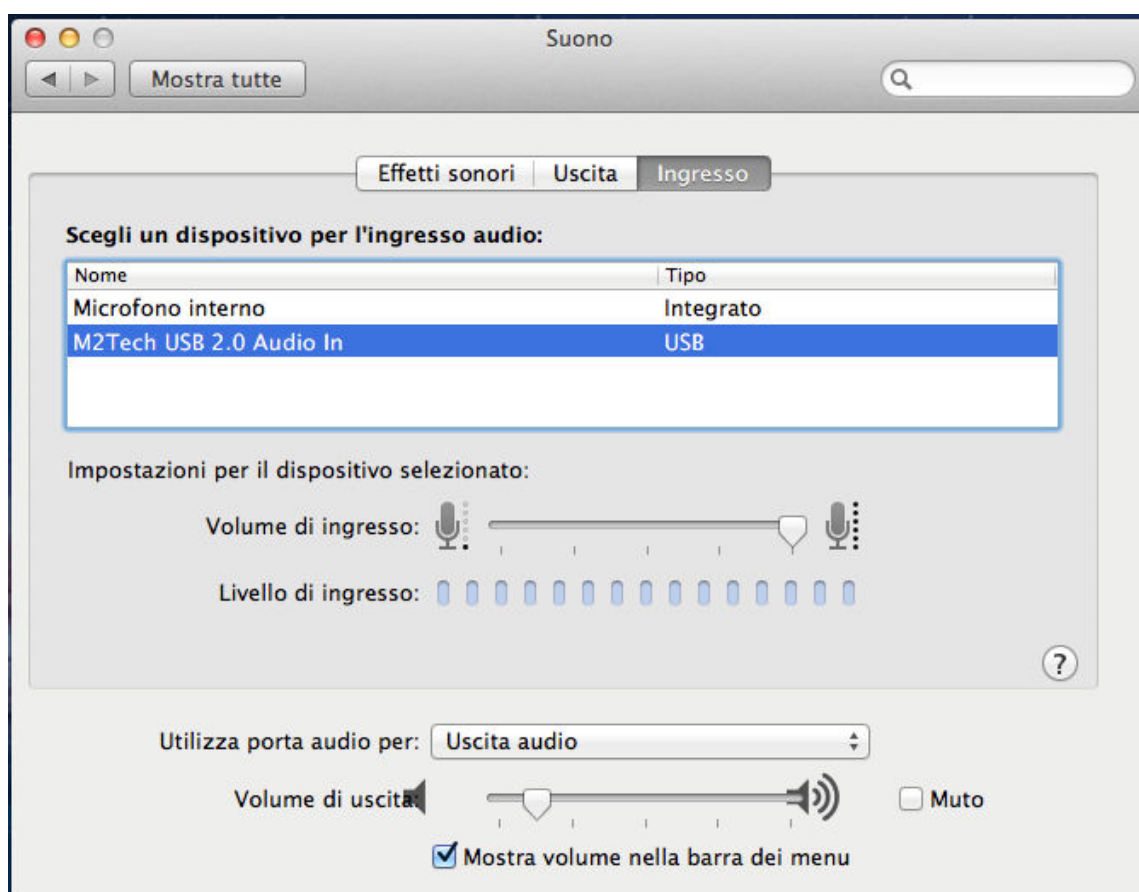 Suono
Mostra tutte
Effetti sonori Uscita Ingresso
Scegli un dispositivo per l'ingresso audio:
Nome Tipo
Microfono interno Integrato
M2Tech USB 2.0 Audio In USB
Impostazioni per il dispositivo selezionato:
Volume di ingresso:
Livello di ingresso:
?
Utilizza porta audio per: Uscita audio
Volume di uscita: Muto
Mostra volume nella barra dei menu